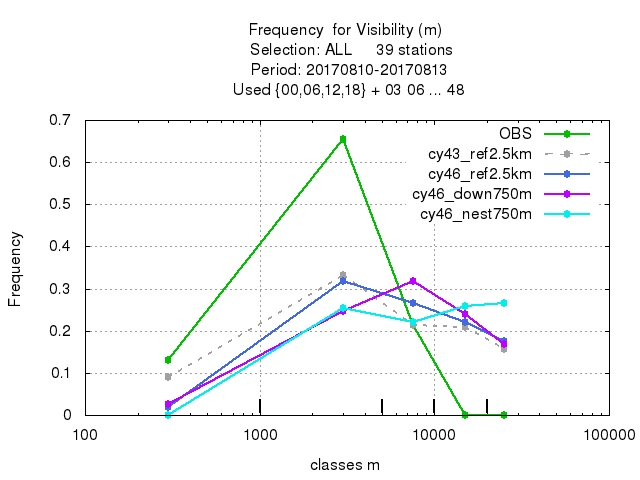 Frequency  for Visibility (m)
Selection: ALL     39 stations
Period: 20170810-20170813
Used {00,06,12,18} + 03 06 ... 48
0.7
0.6
0.5
0.4
0.3
0.2
0.1
0
Frequency
OBS
cy43_ref2.5km
cy46_ref2.5km
cy46_down750m
cy46_nest750m
100
1000
10000
100000
classes m